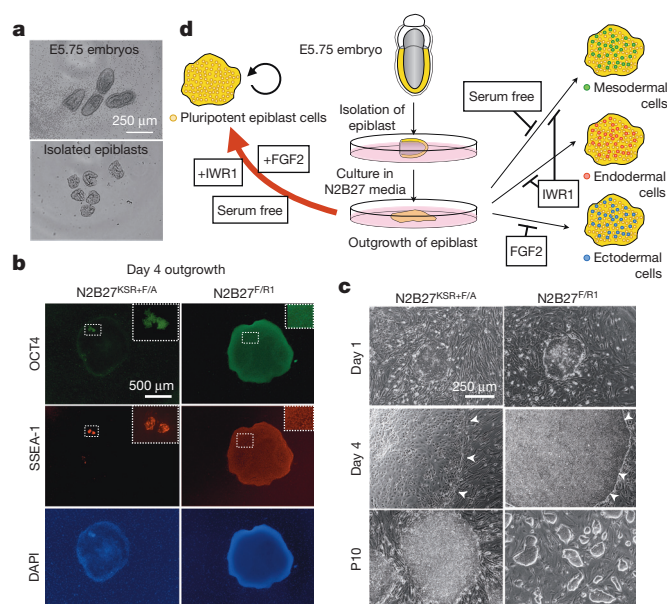 a
E5.75 embryos
250 μm
Isolated epiblasts
d
E5.75 embryo
Pluripotent epiblast cells
Isolation of
epiblast
Culture in
N2B27 media
Outgrowth of epiblast
+IWR1
+FGF2
Serum free
Serum free
IWR1
FGF2
Mesodermal
cells
Endodermal
cells
Ectodermal
cells
b
Day 4 outgrowth
N2B27KSR+F/A
N2B27F/R1
OCT4
500 μm
SSEA-1
DAPI
c
N2B27KSR+F/A
N2B27F/R1
Day 1
250 μm
Day 4
P10